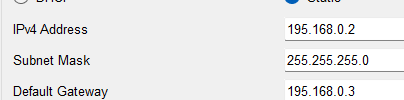 IPv4 Address 195.168.0.2
Subnet Mask 255.255.255.0
Default Gateway 195.168.0.3